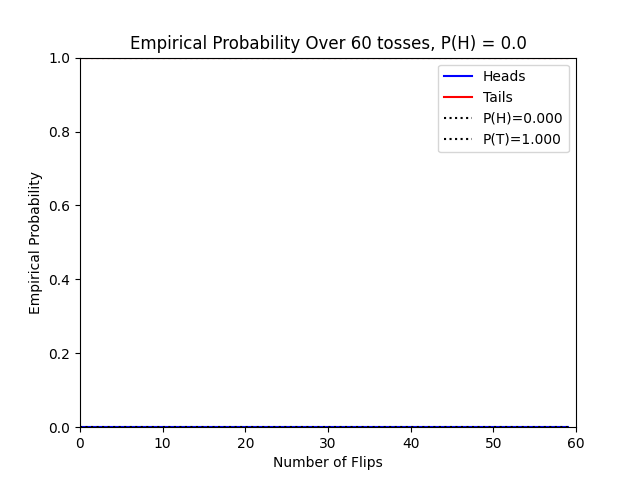 Empirical Probability Over 60 tosses, P(H) = 0.0
1.0
0.8
0.6
0.4
0.2
0.0
Empirical Probability
Heads
Tails
P(H)=0.000
P(T)=1.000
0 10 20 30 40 50 60
Number of Flips